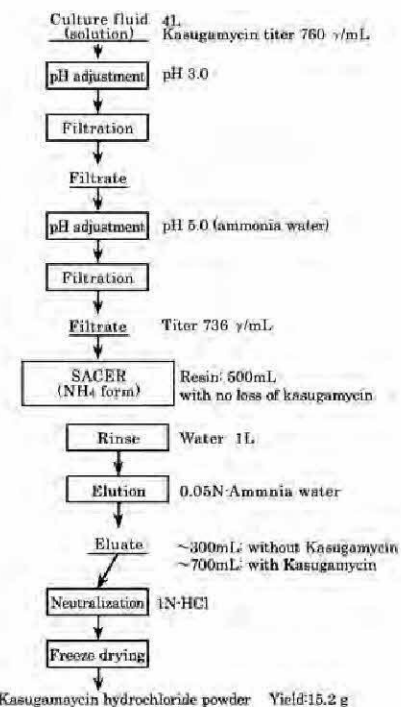 Culture fluid 4L
(solution) Kasugamycin titer 760 γ/mL
pH adjustment pH 3.0
Filtration
Filtrate
pH adjustment pH 5.0 (ammonia water)
Filtration
Filtrate Titer 736 γ/mL
SACER Resin: 500mL
(NH₄ form) with no loss of kasugamycin
Rinse Water 1L
Elution 0.05N-Ammnia water
Eluate ~300mL: without Kasugamycin
~700mL: with Kasugamycin
Neutralization 1N-HCl
Freeze drying
Kasugamaycin hydrochloride powder Yield:15.2 g